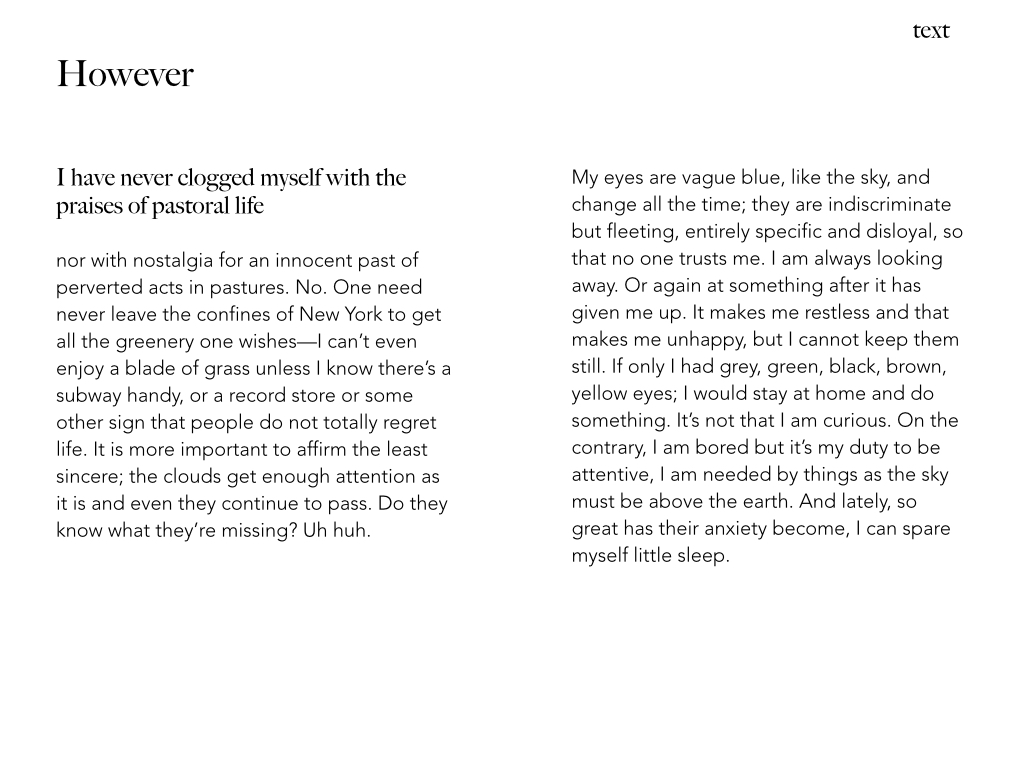 text
However
I have never clogged myself with the
praises of pastoral life
nor with nostalgia for an innocent past of
perverted acts in pastures. No. One need
never leave the confines of New York to get
all the greenery one wishes—I can’t even
enjoy a blade of grass unless I know there’s a
subway handy, or a record store or some
other sign that people do not totally regret
life. It is more important to affirm the least
sincere; the clouds get enough attention as
it is and even they continue to pass. Do they
know what they’re missing? Uh huh.
My eyes are vague blue, like the sky, and
change all the time; they are indiscriminate
but fleeting, entirely specific and disloyal, so
that no one trusts me. I am always looking
away. Or again at something after it has
given me up. It makes me restless and that
makes me unhappy, but I cannot keep them
still. If only I had grey, green, black, brown,
yellow eyes; I would stay at home and do
something. It’s not that I am curious. On the
contrary, I am bored but it’s my duty to be
attentive, I am needed by things as the sky
must be above the earth. And lately, so
great has their anxiety become, I can spare
myself little sleep.